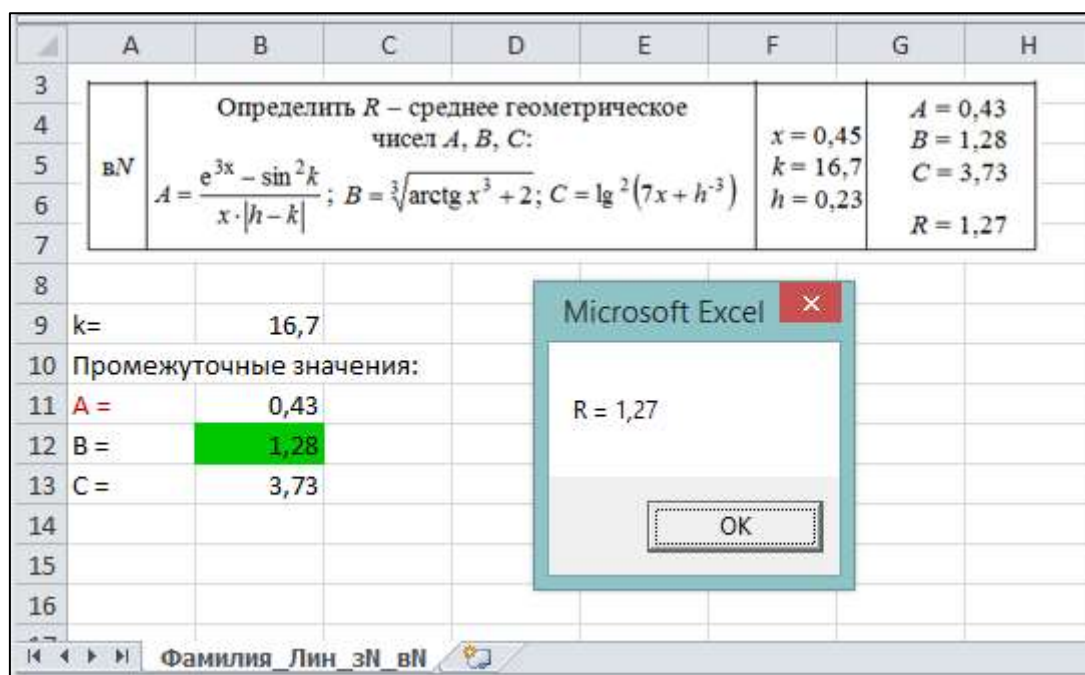 A B C D E F G H
3
4
5
6
7
вN
Определить R – среднее геометрическое
чисел A, B, C:
A = (e^{3x} – sin²k) / (x·|h – k|); B = ∛(arctg x³ + 2); C = lg²(7x + h⁻³)
x = 0,45
k = 16,7
h = 0,23
A = 0,43
B = 1,28
C = 3,73
R = 1,27
8
9 k= 16,7
10 Промежуточные значения:
11 A = 0,43
12 B = 1,28
13 C = 3,73
14
15
16
Microsoft Excel
R = 1,27
OK
Фамилия_Лин_зN_вN